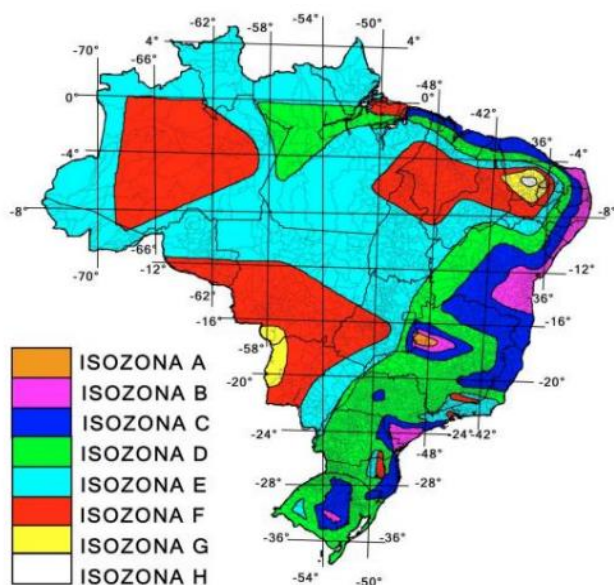 -62° -58° -54° -50°
-70° 4° 4°
-66°
-48°
0° 0° -42°
36°
-4° -4°
-8° -8°
-66°
-70° -12° -12°
-62° 36°
-16° -16°
-58°
ISOZONA A
-20° -20°
ISOZONA B
ISOZONA C
-24° -24° -42°
ISOZONA D
-48°
ISOZONA E
-28° -28°
ISOZONA F
ISOZONA G
-36° -36°
ISOZONA H
-54° -50°